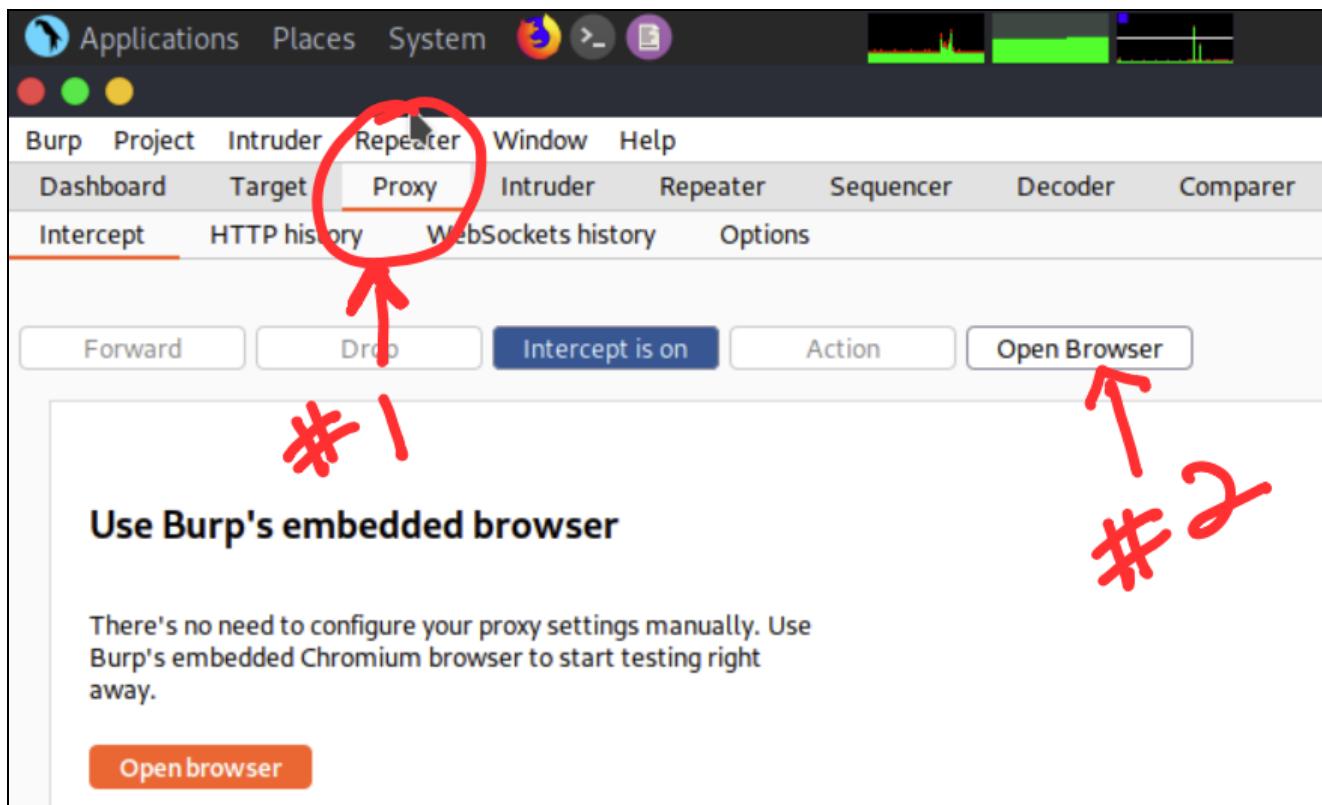 Applications Places System
Burp Project Intruder Repeater Window Help
Dashboard Target Proxy Intruder Repeater Sequencer Decoder Comparer
Intercept HTTP history WebSockets history Options
Forward Drop Intercept is on Action Open Browser
#1
#2
Use Burp's embedded browser
There's no need to configure your proxy settings manually. Use
Burp's embedded Chromium browser to start testing right
away.
Open browser